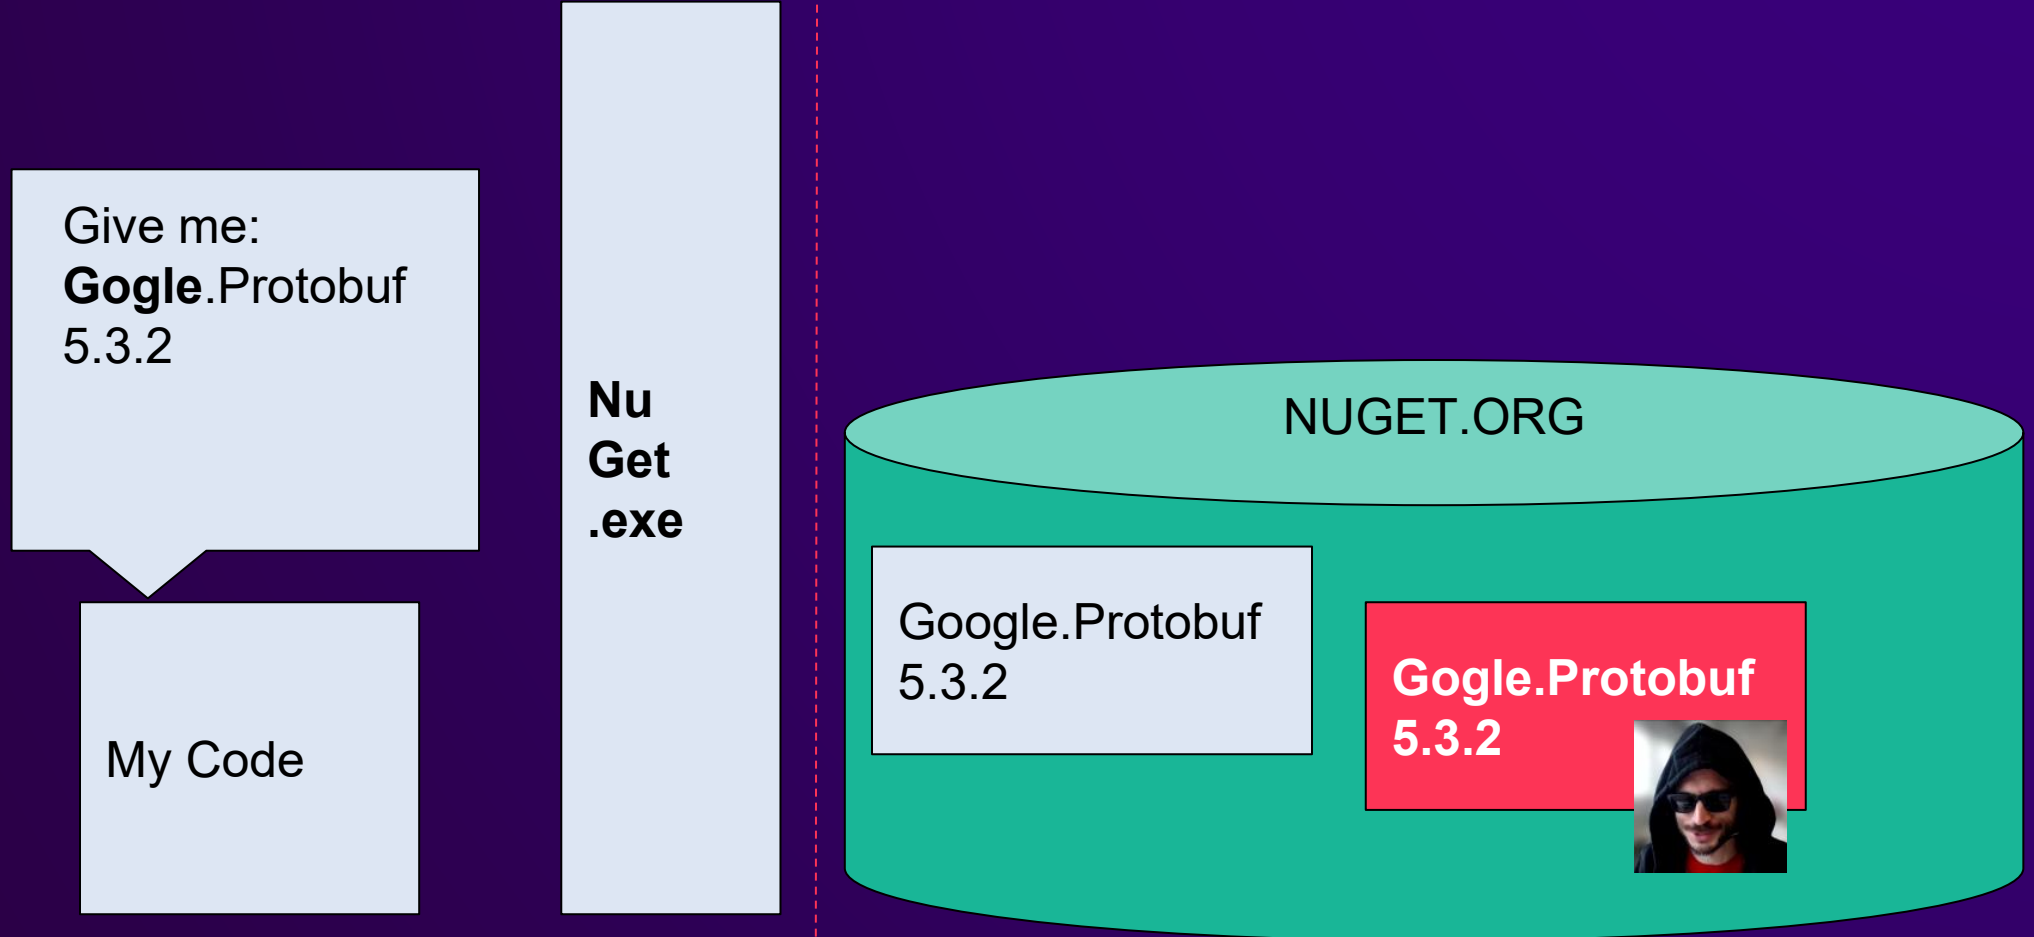 Give me:
Gogle.Protobuf
5.3.2
My Code
Nu
Get
.exe
NUGET.ORG
Google.Protobuf
5.3.2
Gogle.Protobuf
5.3.2